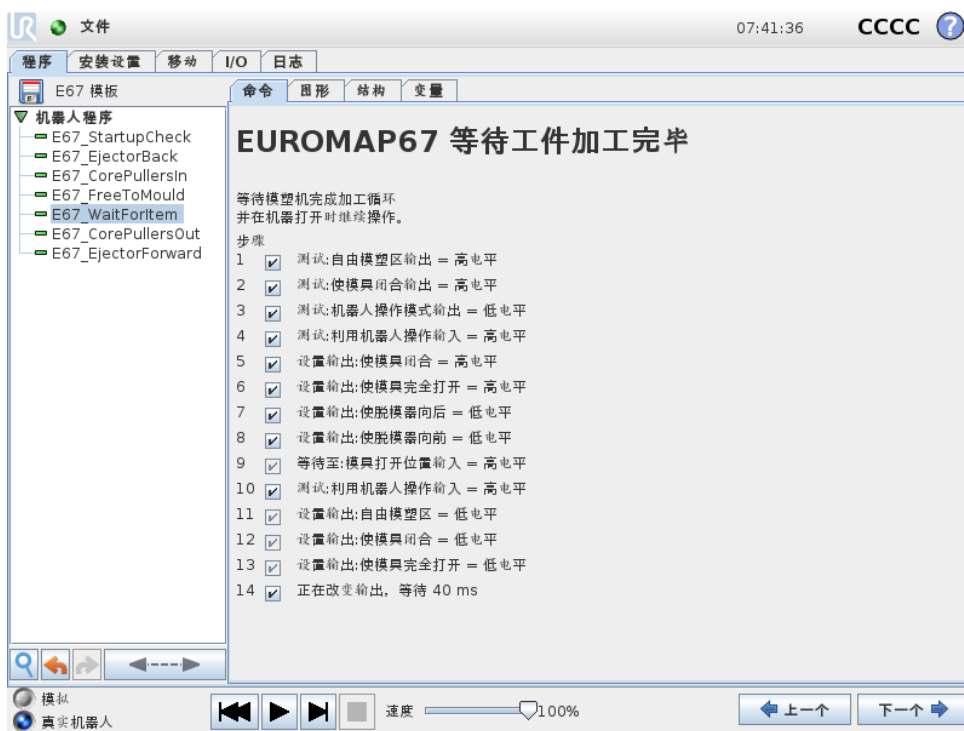 UR 文件 07:41:36 CCCC ?
程序 安装设置 移动 I/O 日志
E67 模板 命令 图形 结构 变量
机器人程序
E67_StartupCheck
E67_EjectorBack
E67_CorePullersIn
E67_FreeToMould
E67_WaitForItem
E67_CorePullersOut
E67_EjectorForward
EUROMAP67 等待工件加工完毕
等待模塑机完成加工循环
并在机器打开时继续操作。
步骤
1 测试:自由模塑区输出 = 高电平
2 测试:使模具闭合输出 = 高电平
3 测试:机器人操作模式输出 = 低电平
4 测试:利用机器人操作输入 = 高电平
5 设置输出:使模具闭合 = 高电平
6 设置输出:使模具完全打开 = 高电平
7 设置输出:使脱模器向后 = 低电平
8 设置输出:使脱模器向前 = 低电平
9 等待至:模具打开位置输入 = 高电平
10 测试:利用机器人操作输入 = 高电平
11 设置输出:自由模塑区 = 低电平
12 设置输出:使模具闭合 = 低电平
13 设置输出:使模具完全打开 = 低电平
14 正在改变输出，等待 40 ms
模拟
真实机器人
速度 100%
上一个 下一个